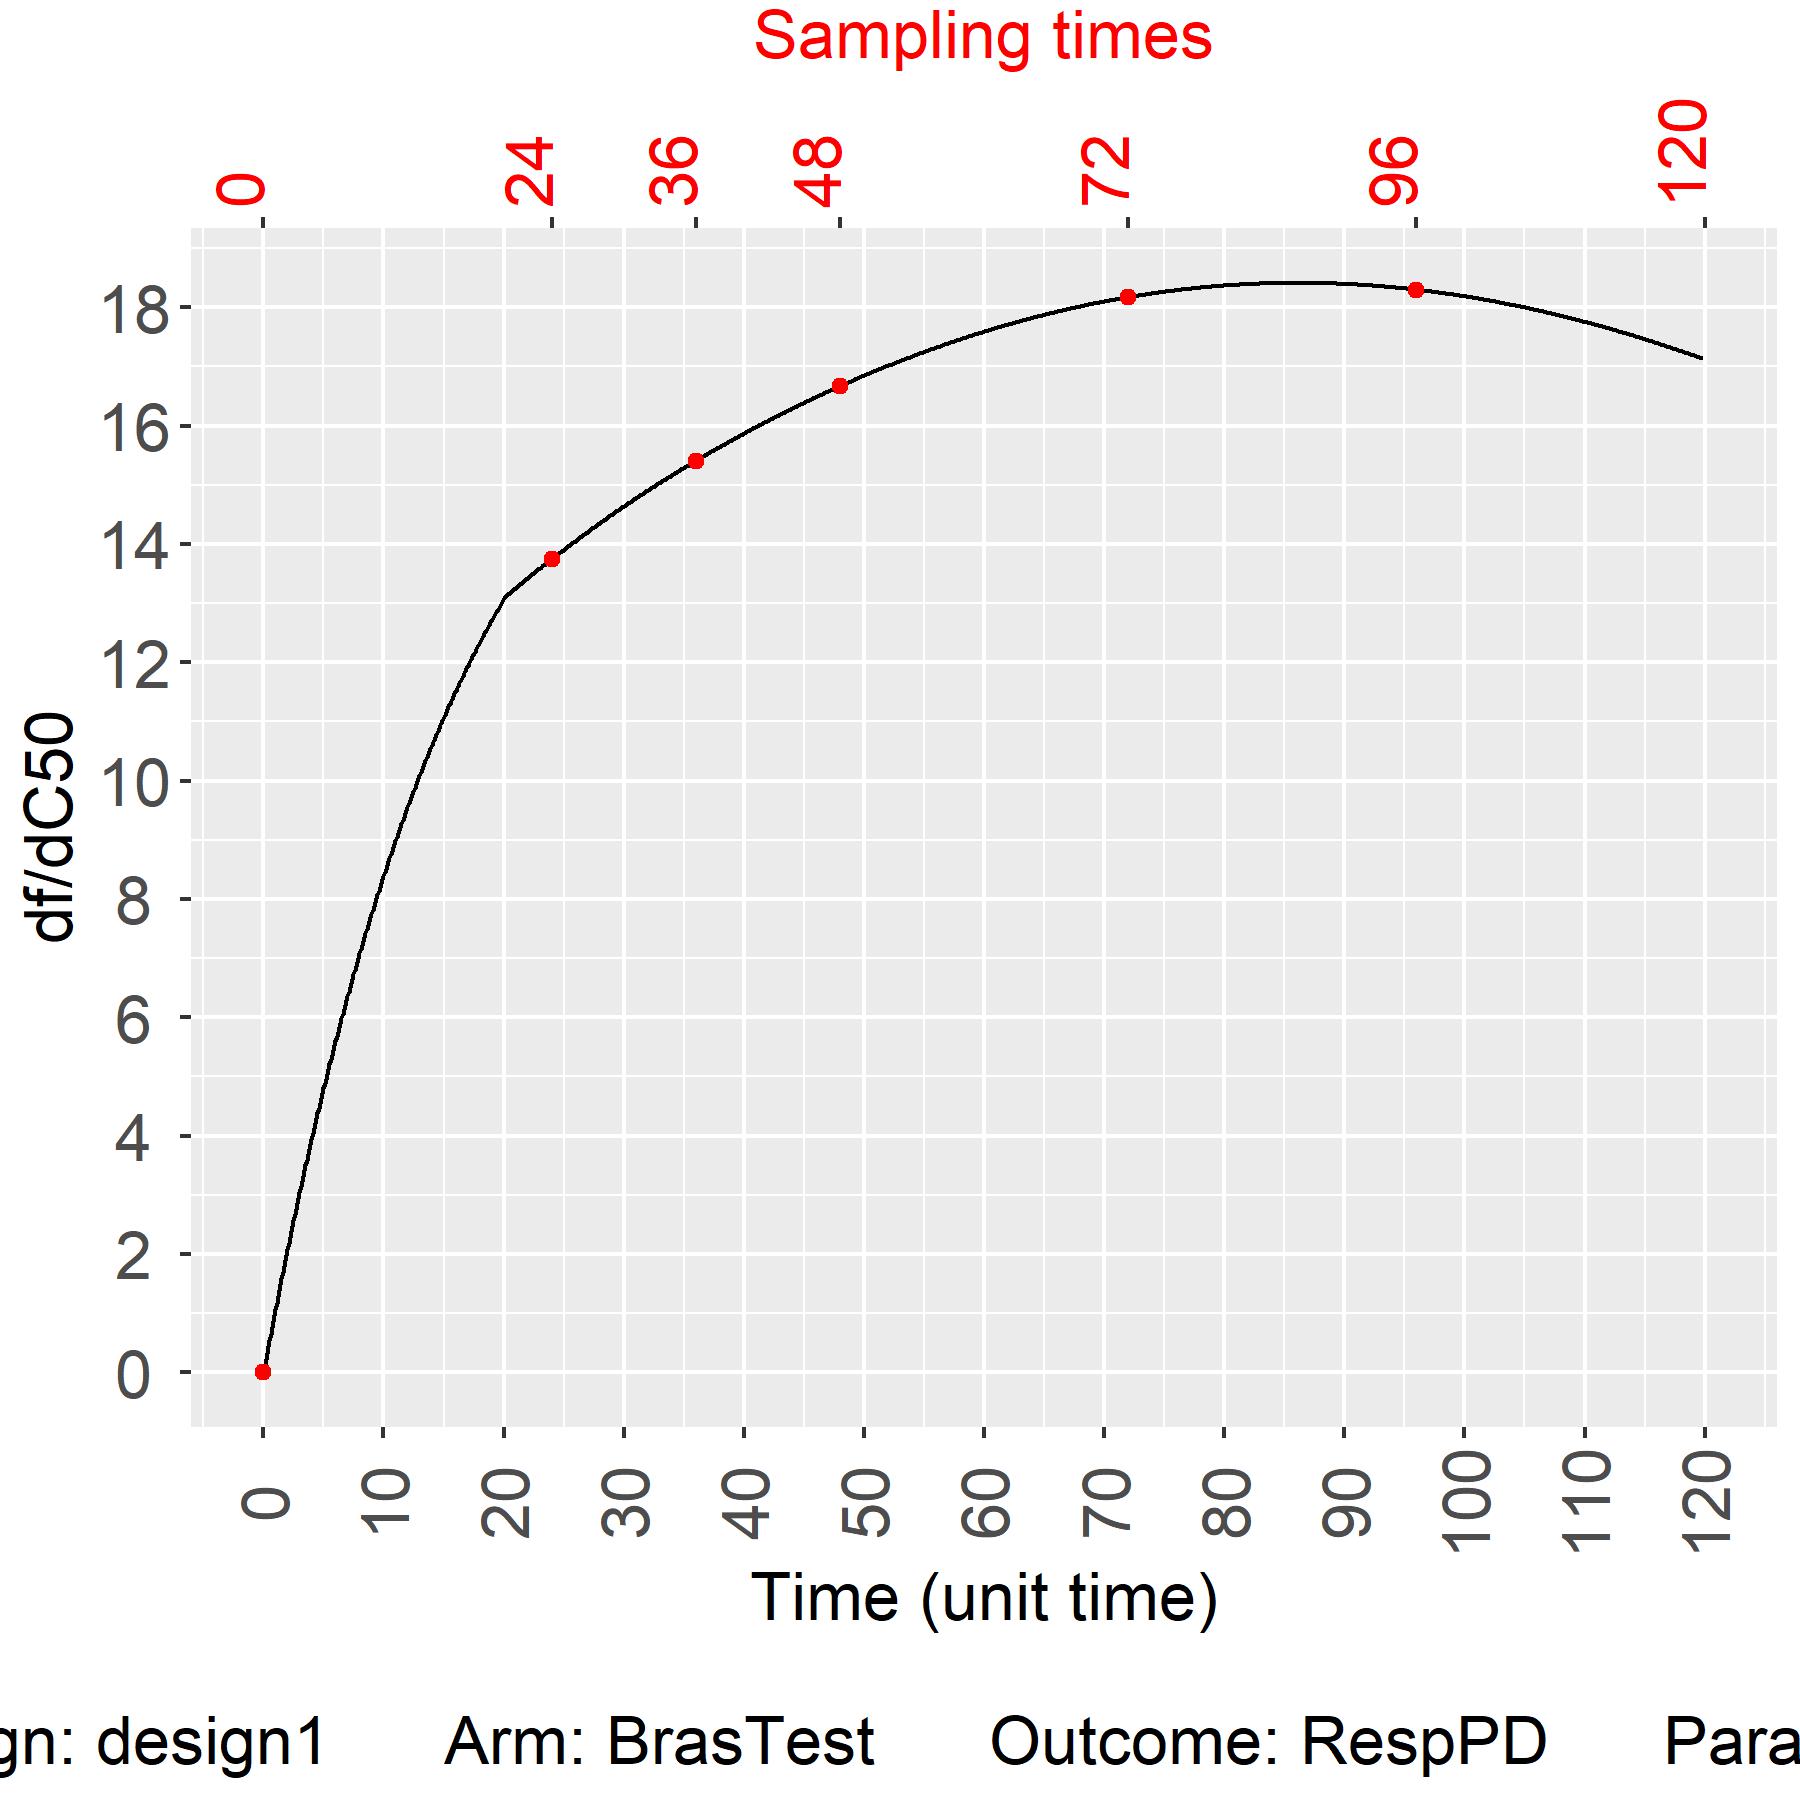 Sampling times
0 24 36 48 72 96 120
18
16
14
12
10
8
6
4
2
0
df/dC50
0 10 20 30 40 50 60 70 80 90 100 110 120
Time (unit time)
gn: design1 Arm: BrasTest Outcome: RespPD Para